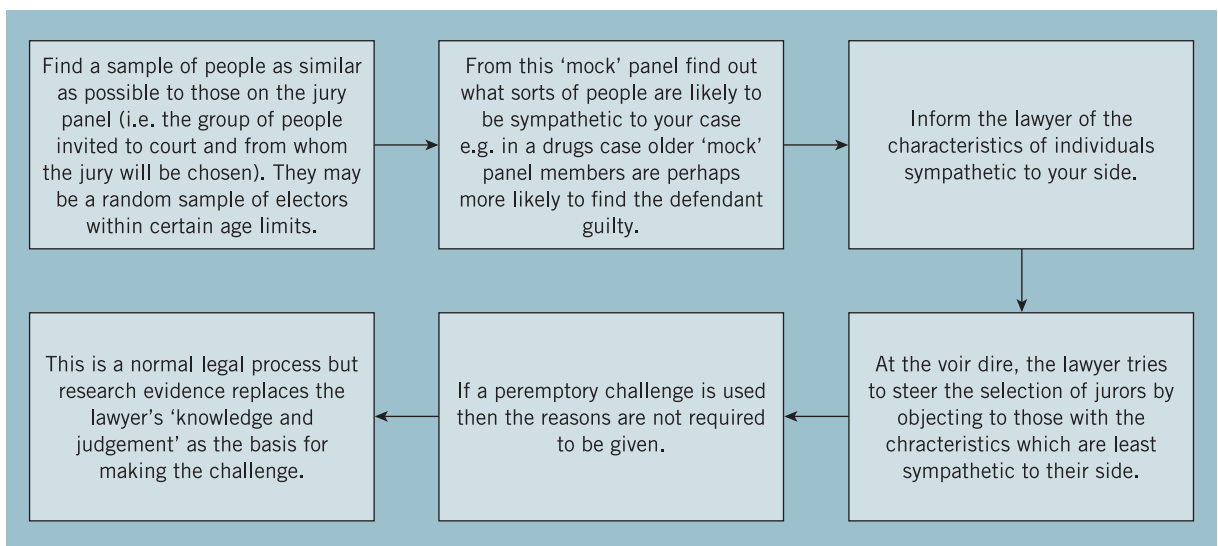 Find a sample of people as similar
as possible to those on the jury
panel (i.e. the group of people
invited to court and from whom
the jury will be chosen). They may
be a random sample of electors
within certain age limits.
From this ‘mock’ panel find out
what sorts of people are likely to
be sympathetic to your case
e.g. in a drugs case older ‘mock’
panel members are perhaps
more likely to find the defendant
guilty.
Inform the lawyer of the
characteristics of individuals
sympathetic to your side.
At the voir dire, the lawyer tries
to steer the selection of jurors by
objecting to those with the
chracteristics which are least
sympathetic to their side.
If a peremptory challenge is used
then the reasons are not required
to be given.
This is a normal legal process but
research evidence replaces the
lawyer’s ‘knowledge and
judgement’ as the basis for
making the challenge.